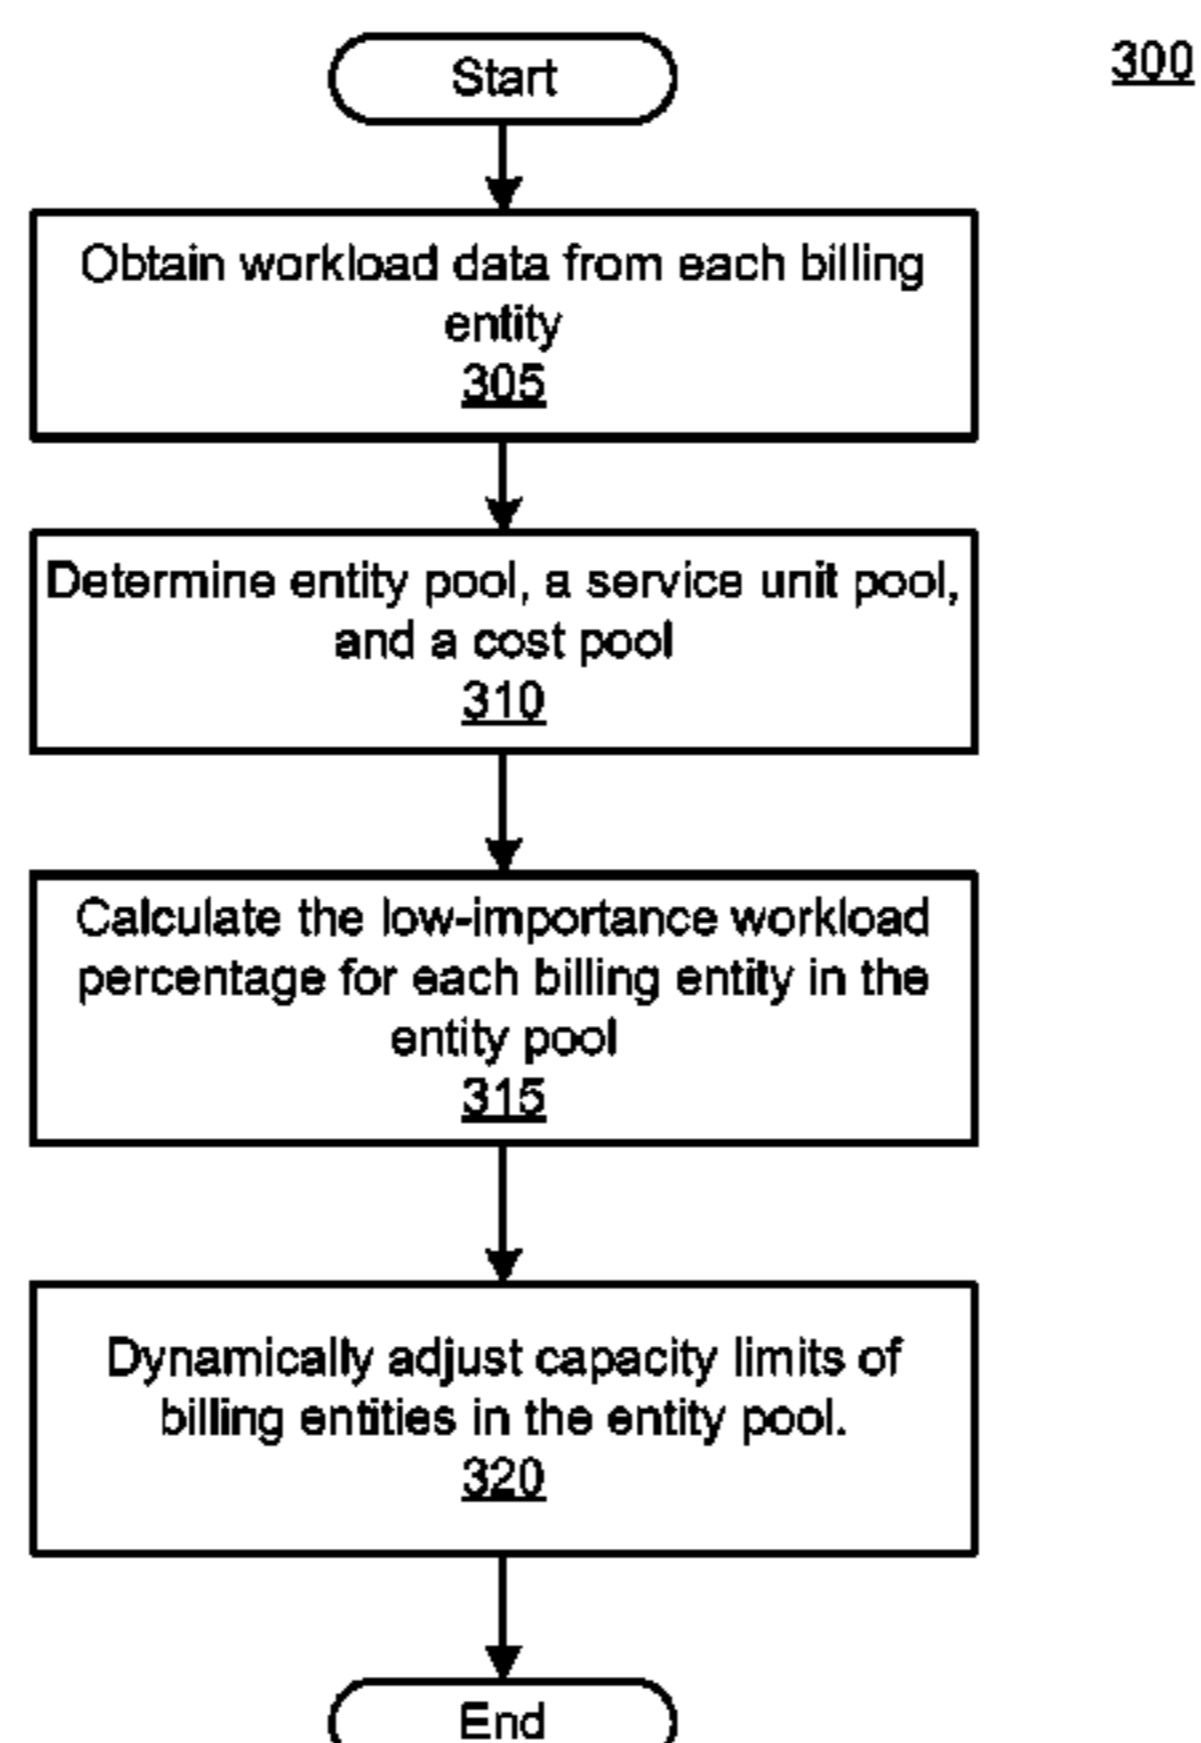 Start
300
Obtain workload data from each billing
entity
305
Determine entity pool, a service unit pool,
and a cost pool
310
Calculate the low-importance workload
percentage for each billing entity in the
entity pool
315
Dynamically adjust capacity limits of
billing entities in the entity pool.
320
End